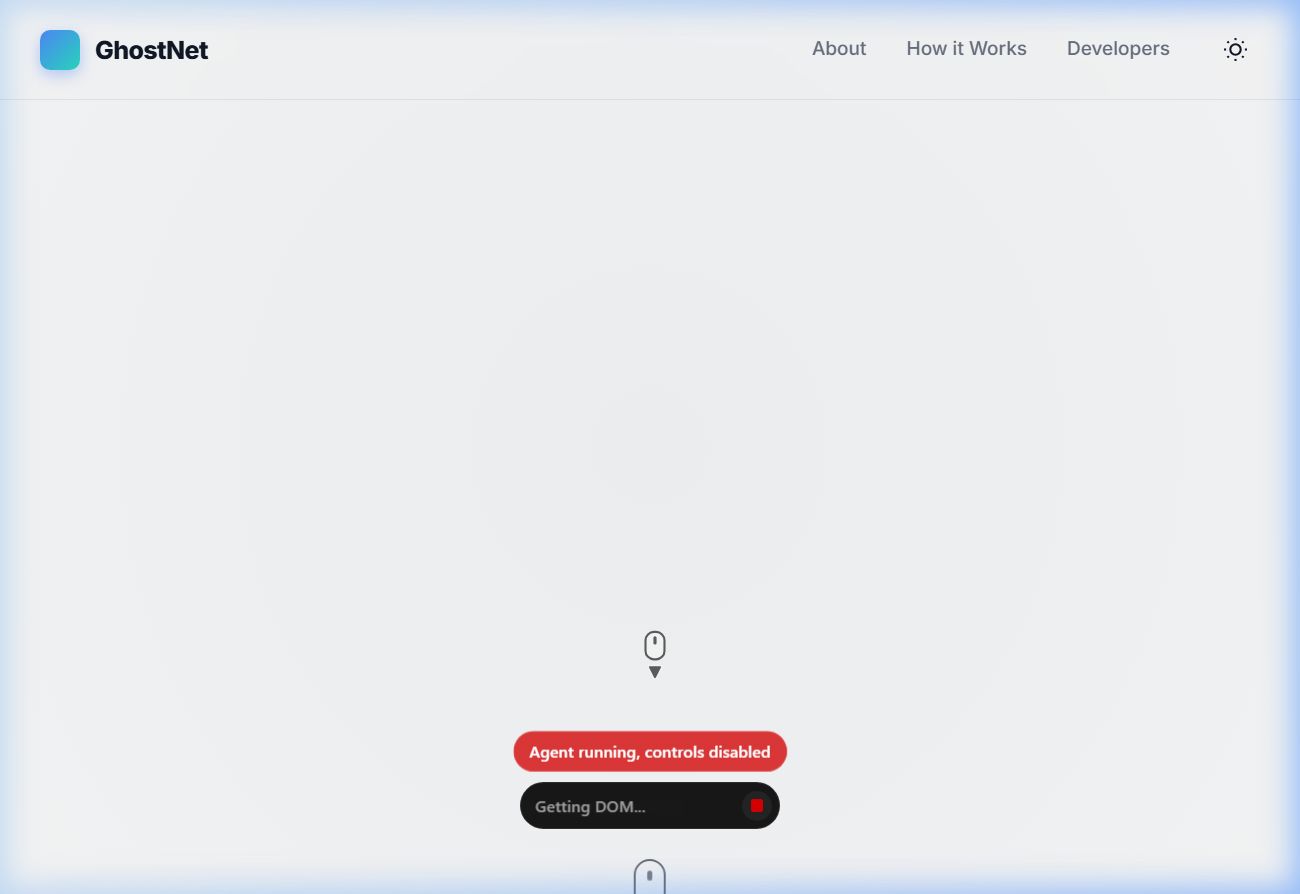 GhostNet
About
How it Works
Developers
Agent running, controls disabled
Getting DOM...